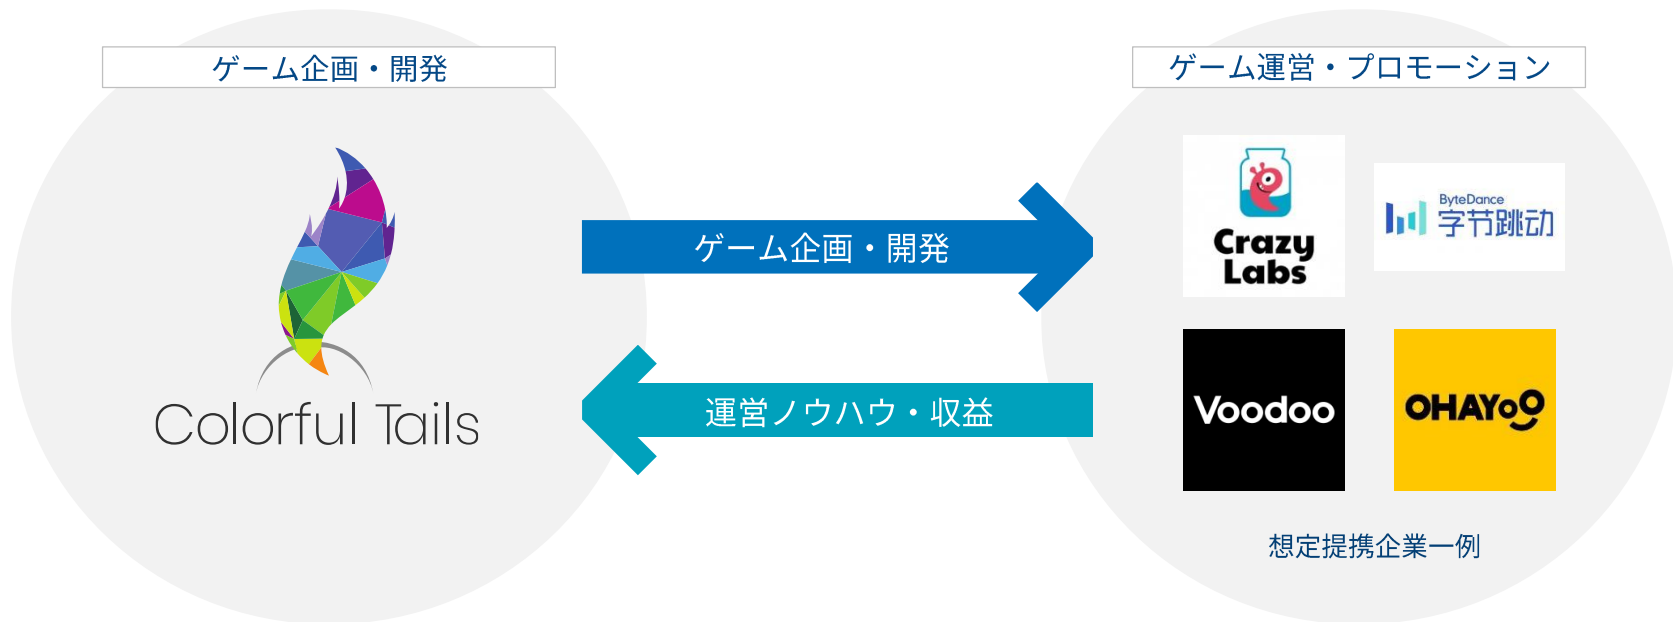 ゲーム企画・開発
Colorful Tails
ゲーム企画・開発
運営ノウハウ・収益
ゲーム運営・プロモーション
Crazy
Labs
ByteDance
字节跳动
Voodoo
OHAYOO
想定提携企業一例